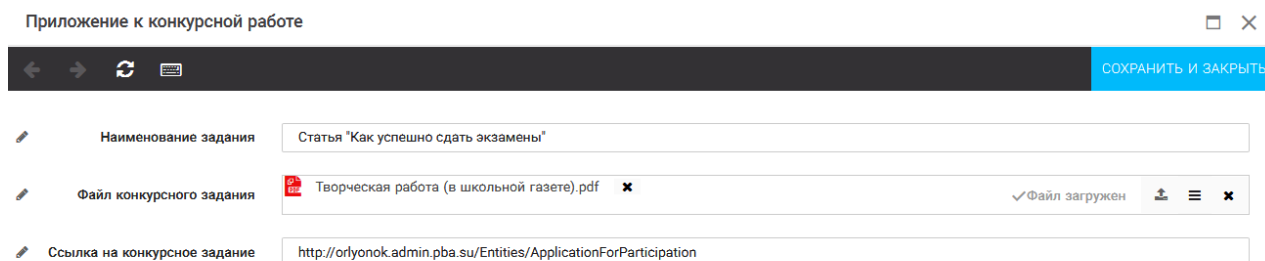 Приложение к конкурсной работе
СОХРАНИТЬ И ЗАКРЫТЬ
Наименование задания Статья "Как успешно сдать экзамены"
Файл конкурсного задания Творческая работа (в школьной газете).pdf Файл загружен
Ссылка на конкурсное задание http://orlyonok.admin.pba.su/Entities/ApplicationForParticipation